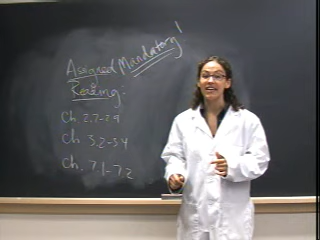 Assigned Mandatory!
Reading:
Ch 2.7-2.9
Ch 3.2-3.4
Ch. 7.1-7.2